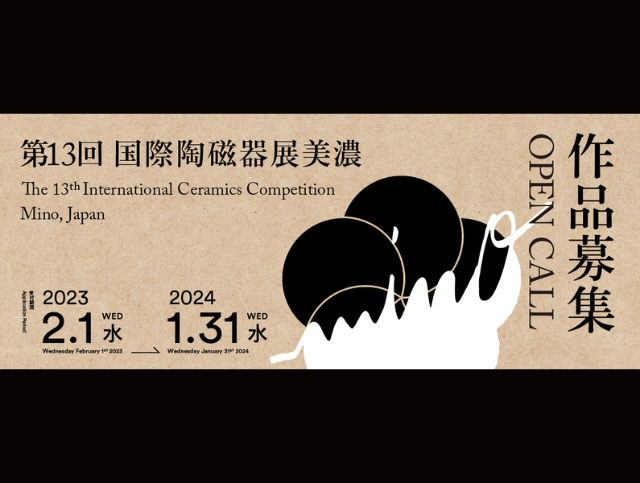 第13回 国際陶磁器展美濃
The 13th International Ceramics Competition
Mino, Japan
作品募集
OPEN CALL
mino
Application Period
2023
2.1 WED 水
Wednesday February 1st 2023
2024
1.31 WED 水
Wednesday January 31st 2024